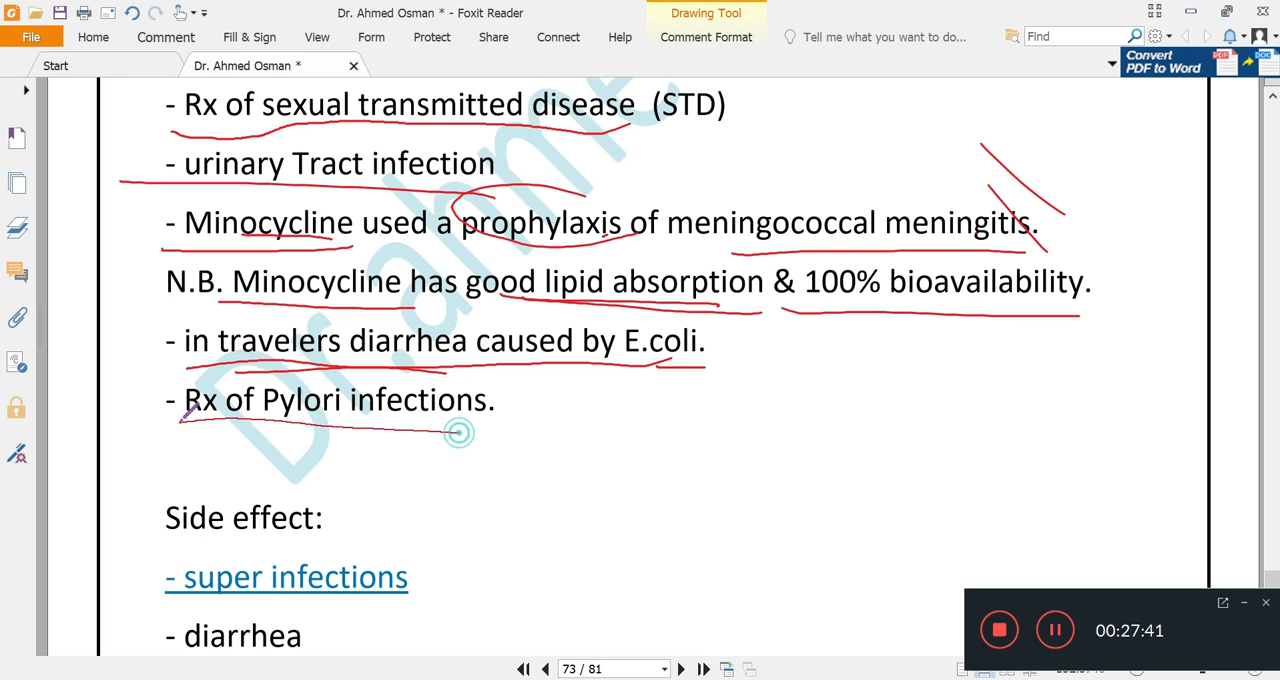 Dr. Ahmed Osman * - Foxit Reader
Drawing Tool
File Home Comment Fill & Sign View Form Protect Share Connect Help Comment Format Tell me what you want to do... Find
Start Dr. Ahmed Osman *
Convert
PDF to Word
- Rx of sexual transmitted disease (STD)
- urinary Tract infection
- Minocycline used a prophylaxis of meningococcal meningitis.
N.B. Minocycline has good lipid absorption & 100% bioavailability.
- in travelers diarrhea caused by E.coli.
- Rx of Pylori infections.
Side effect:
- super infections
- diarrhea
Dr.ahme
00:27:41
73 / 81